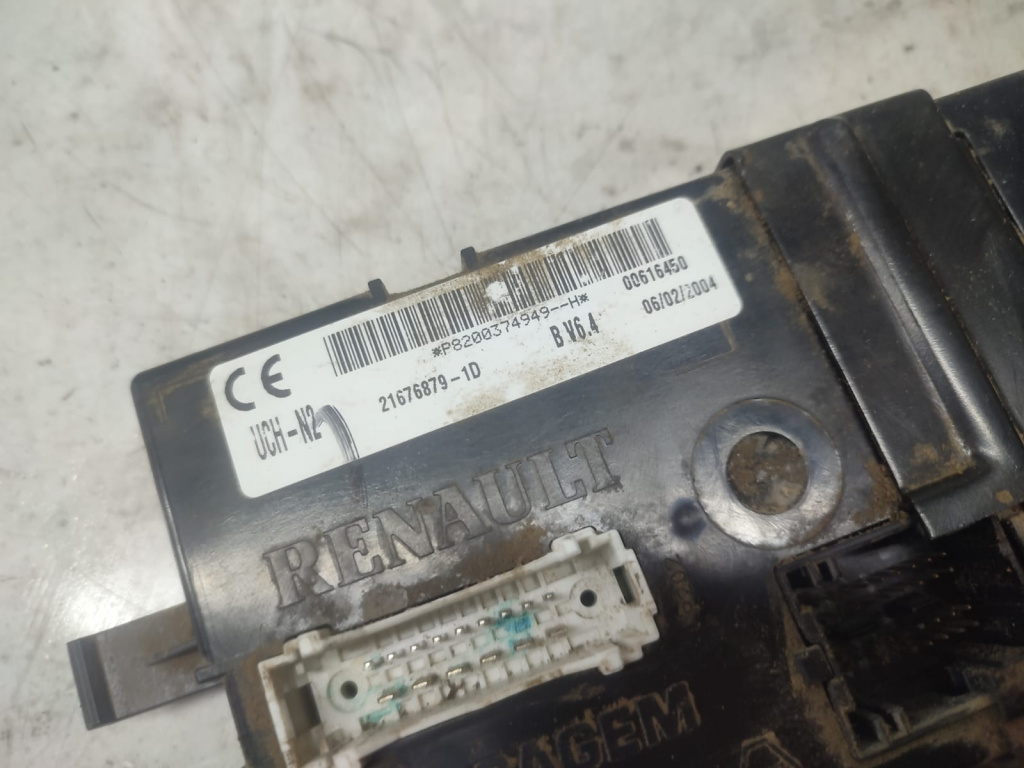 CE
*P8200374949--H*
00616450
UCH-N2
21676879-1D
B V6.4
06/02/2004
RENAULT
SAGEM